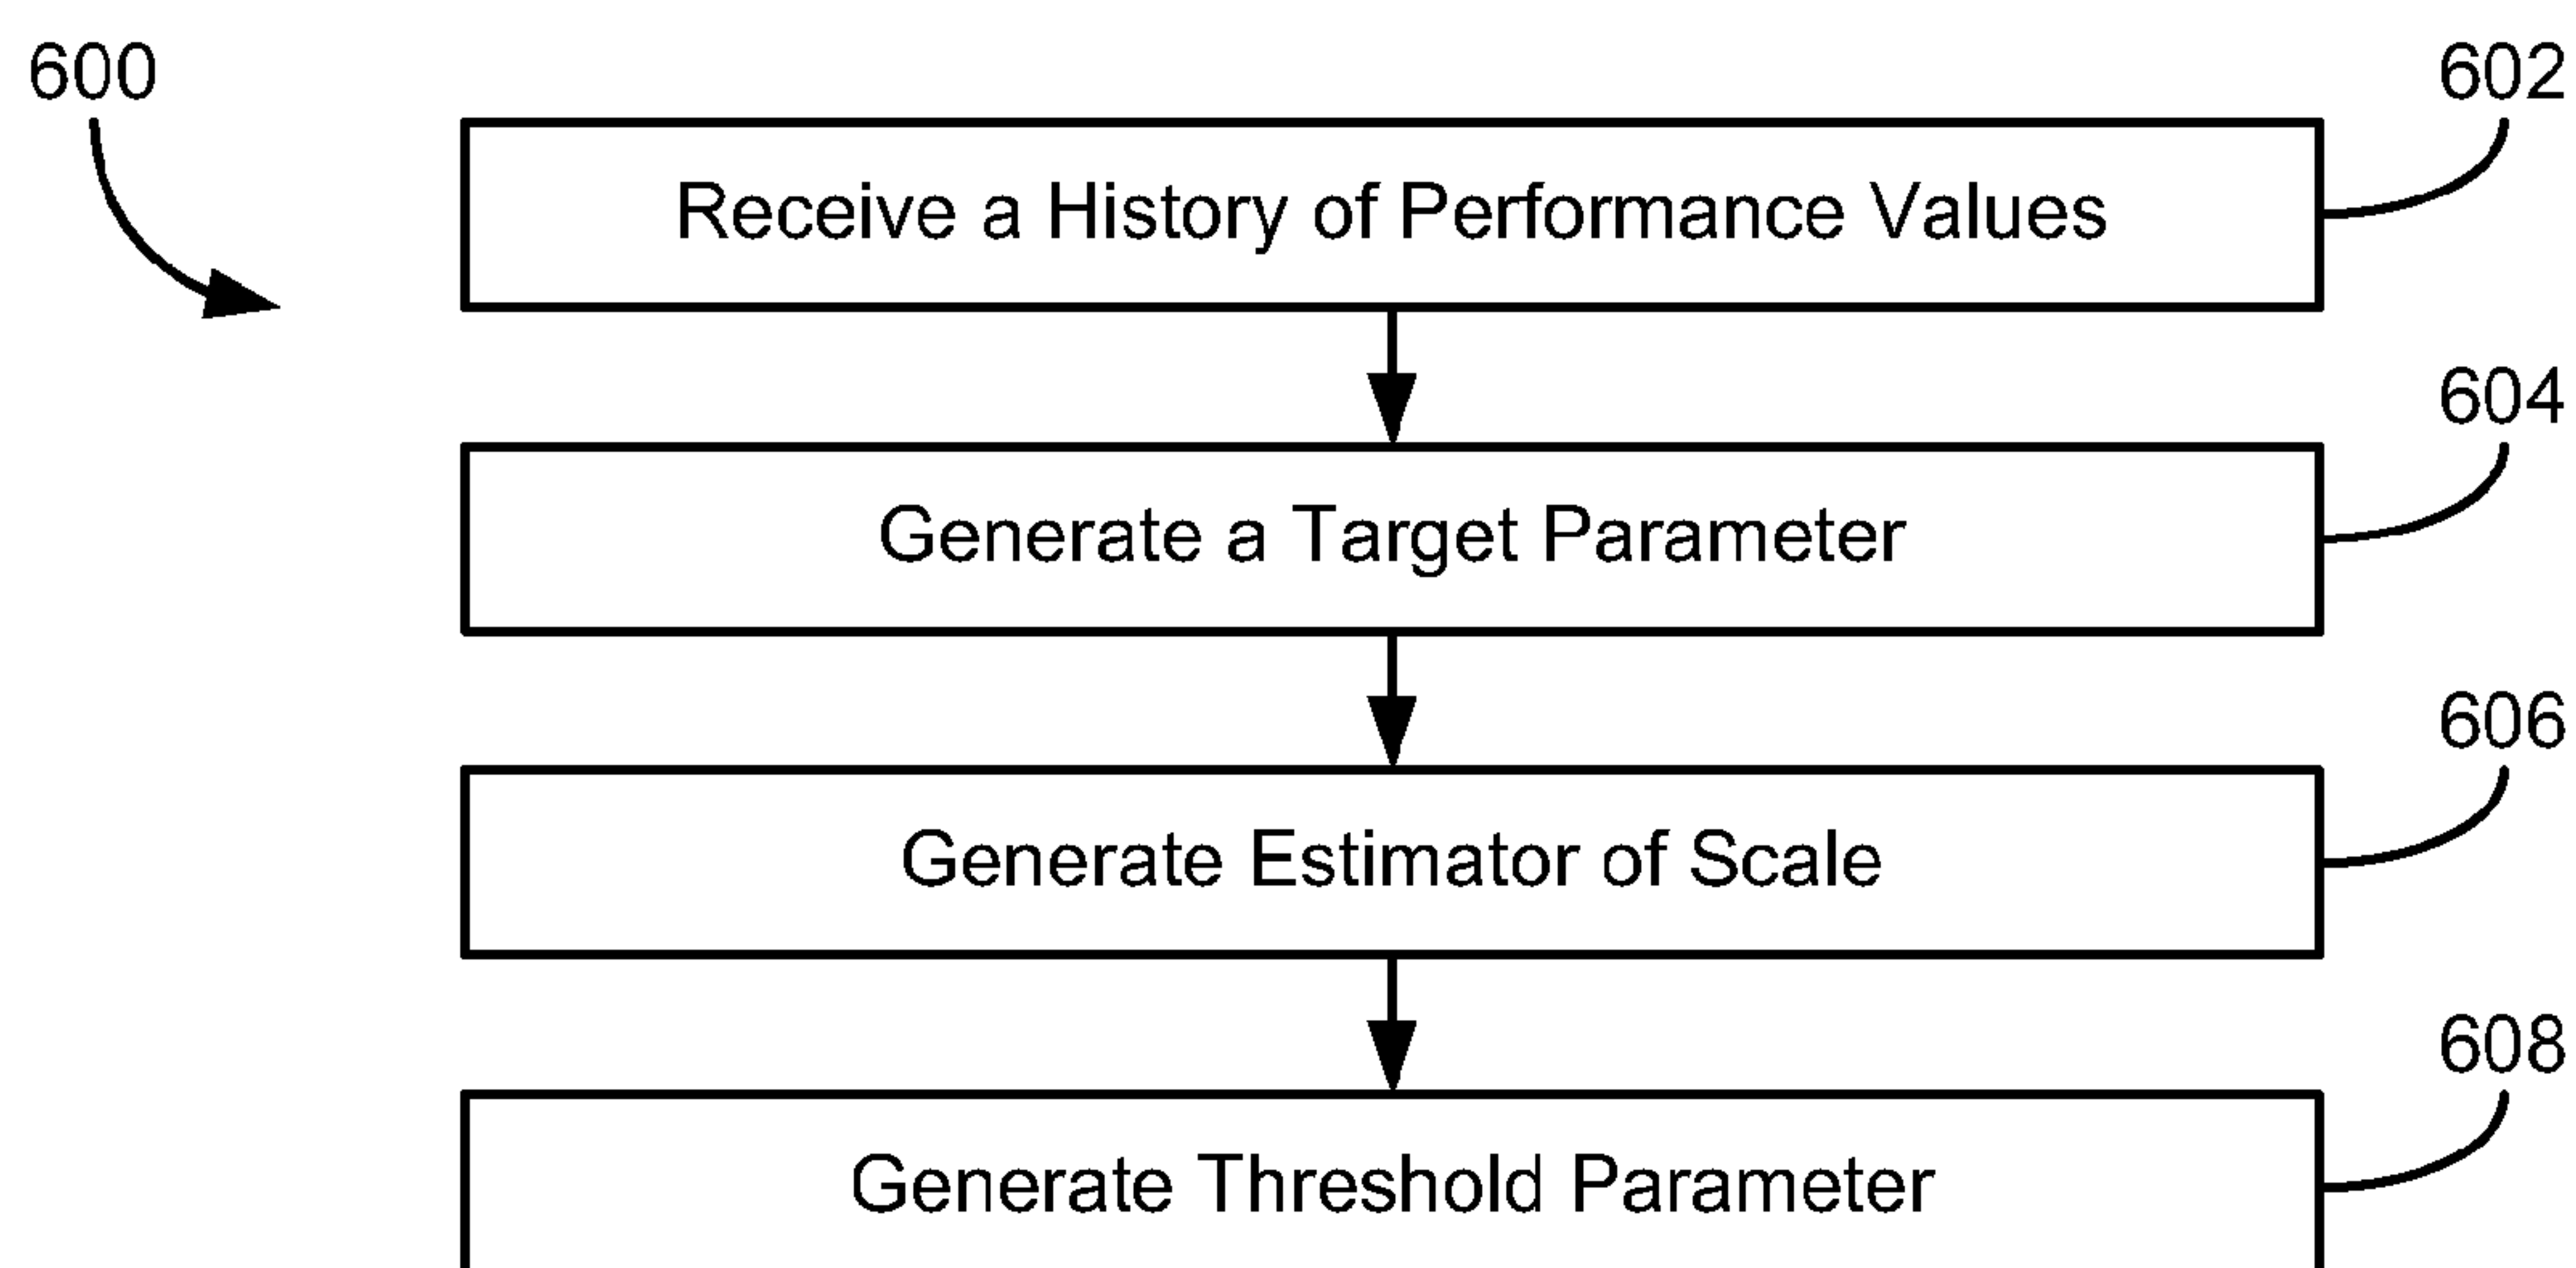 600
602
Receive a History of Performance Values
604
Generate a Target Parameter
606
Generate Estimator of Scale
608
Generate Threshold Parameter